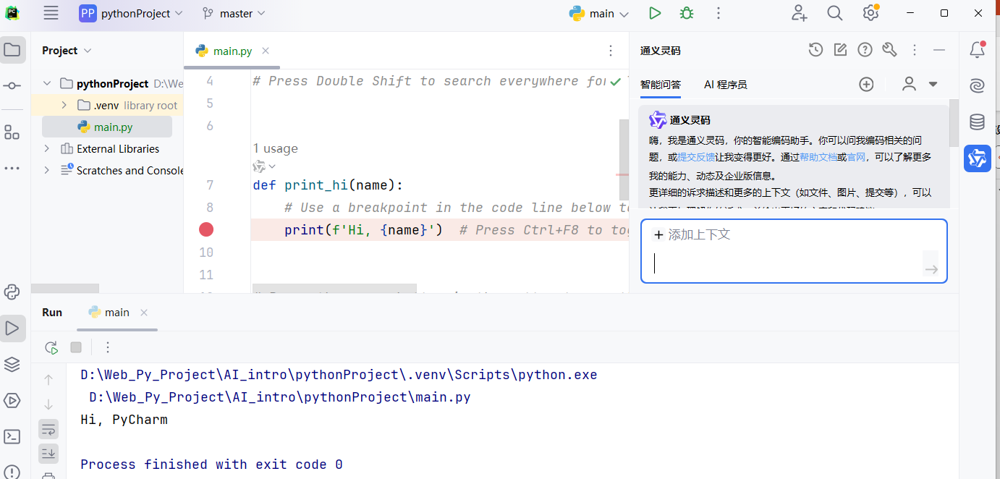 PC
PP pythonProject
master
main
Project
main.py
通义灵码
智能问答
AI 程序员
pythonProject D:\We
.venv library root
main.py
External Libraries
Scratches and Console
4 # Press Double Shift to search everywhere for
5
6
1 usage
7 def print_hi(name):
8 # Use a breakpoint in the code line below to
print(f'Hi, {name}') # Press Ctrl+F8 to tog
10
11
通义灵码
嗨，我是通义灵码，你的智能编码助手。你可以问我编码相关的问
题，或提交反馈让我变得更好。通过帮助文档或官网，可以了解更多
我的能力、动态及企业版信息。
更详细的诉求描述和更多的上下文（如文件、图片、提交等），可以
+ 添加上下文
Run
main
D:\Web_Py_Project\AI_intro\pythonProject\.venv\Scripts\python.exe
D:\Web_Py_Project\AI_intro\pythonProject\main.py
Hi, PyCharm
Process finished with exit code 0